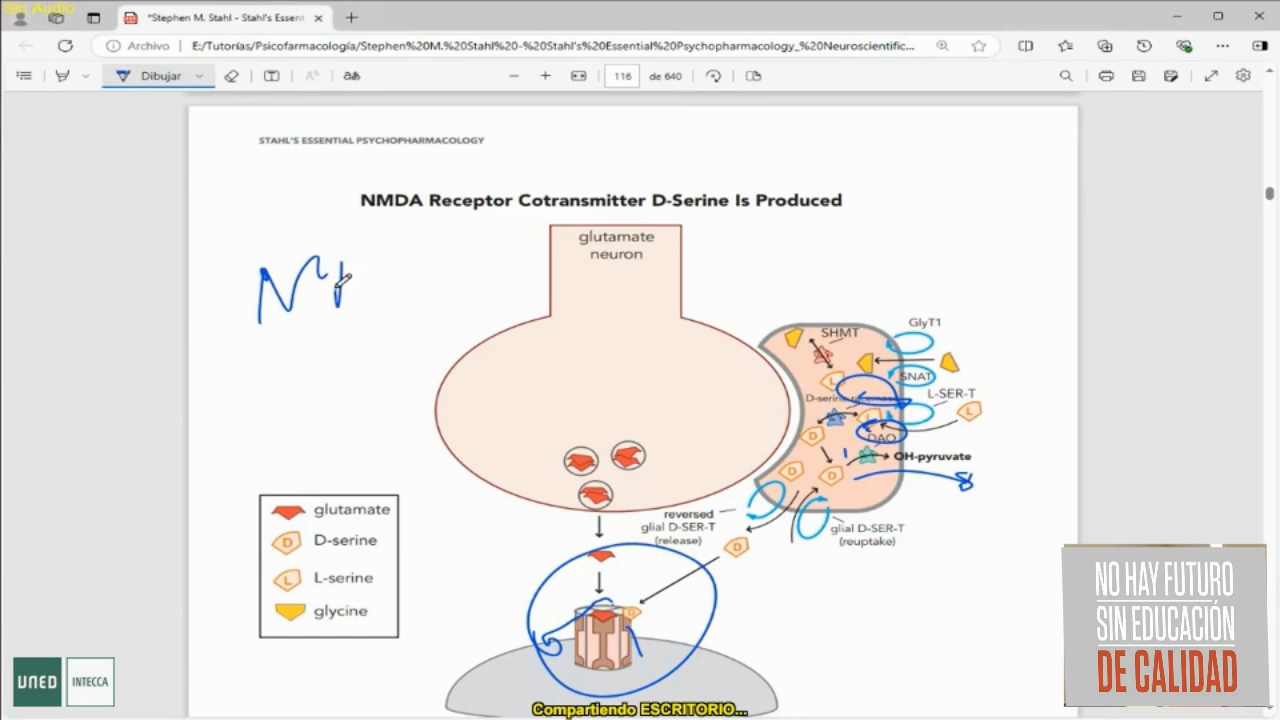 Sin Audio
*Stephen M. Stahl - Stahl's Essent
Archivo
E:/Tutorías/Psicofarmacología/Stephen%20M.%20Stahl%20-%20Stahl's%20Essential%20Psychopharmacology_%20Neuroscientific...
Dibujar
116 de 640
STAHL'S ESSENTIAL PSYCHOPHARMACOLOGY
NMDA Receptor Cotransmitter D-Serine Is Produced
glutamate
neuron
GlyT1
SHMT
SNAT
L-SER-T
L
L
D-serine
L
D
DAO
OH-pyruvate
D
D
reversed
glial D-SER-T
(release)
glial D-SER-T
(reuptake)
D
D
glutamate
D
D-serine
L
L-serine
glycine
NO HAY FUTURO
SIN EDUCACIÓN
DE CALIDAD
UNED
INTECCA
Compartiendo ESCRITORIO...